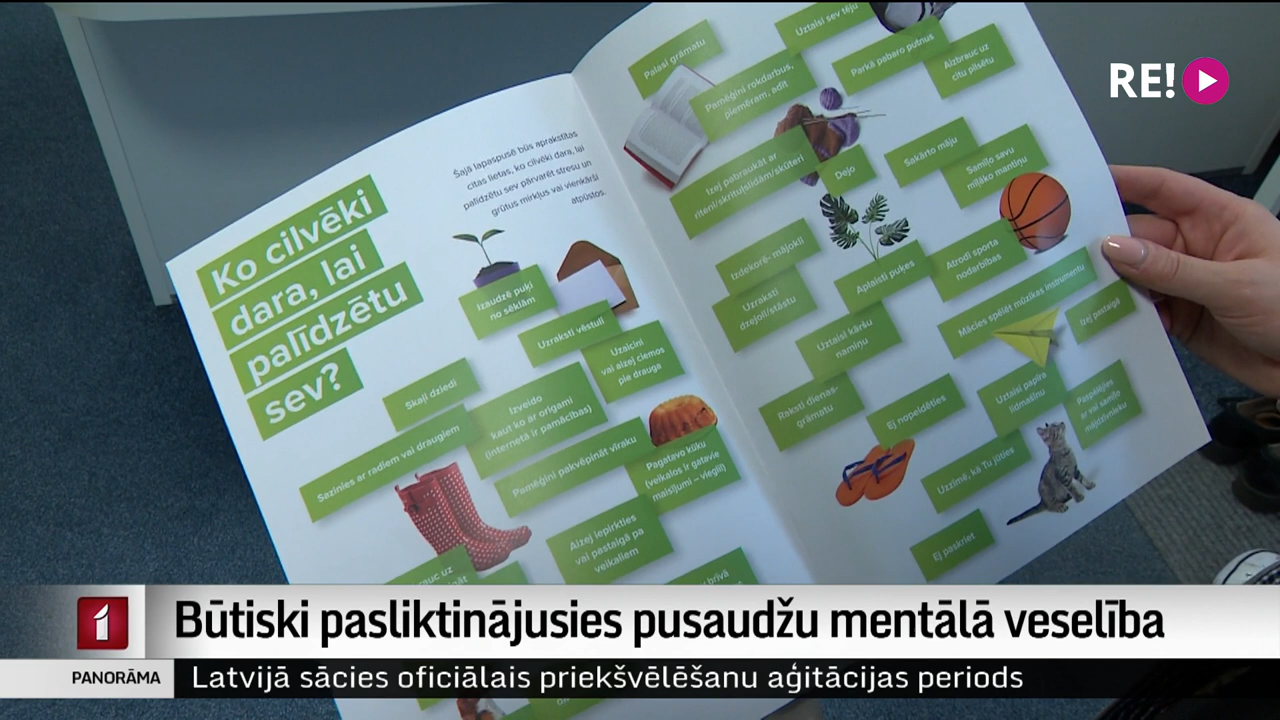 RE!
Ko cilvēki
dara, lai
palīdzētu
sev?
Šajā lapaspusē būs aprakstītas
citas lietas, ko cilvēki dara, lai
palīdzētu sev pārvarēt stresu un
grūtus mirkļus vai vienkārši
atpūstos.
Izaudzē puķi
no sēklām
Uzraksti vēstuli
Uzaicini
vai aizej ciemos
pie drauga
Skaļi dziedi
Izveido
kaut ko ar origami
(internetā ir pamācības)
Sazinies ar radiem vai draugiem
Pamēģini pakvēpināt vīraku
Pagatavo kūku
(veikalos ir gatavie
maisījumi – viegli!)
Aizej iepirkties
vai pastaigā pa
veikaliem
brīvā
Palasi grāmatu
Uztaisi sev tēju
Pamēģini rokdarbus,
piemēram, adīt
Parkā pabaro putnus
Aizbrauc uz
citu pilsētu
Izej pabraukāt ar
riteni/skrituļslidām/skūteri
Dejo
Sakārto māju
Samīļo savu
mīļāko mantiņu
Izdekorē mājokli
Uzraksti
dzejoli/stāstu
Aplaisti puķes
Atrodi sporta
nodarbības
Uztaisi kāršu
namiņu
Mācies spēlēt mūzikas instrumentu
Izej pastaigā
Raksti dienas-
grāmatu
Ej nopeldēties
Uztaisi papīra
lidmašīnu
Paspēlējies
ar vai samīļo
mājdzīvnieku
Uzzīmē, kā Tu jūties
Ej paskriet
1
Būtiski pasliktinājusies pusaudžu mentālā veselība
PANORĀMA
Latvijā sācies oficiālais priekšvēlēšanu aģitācijas periods